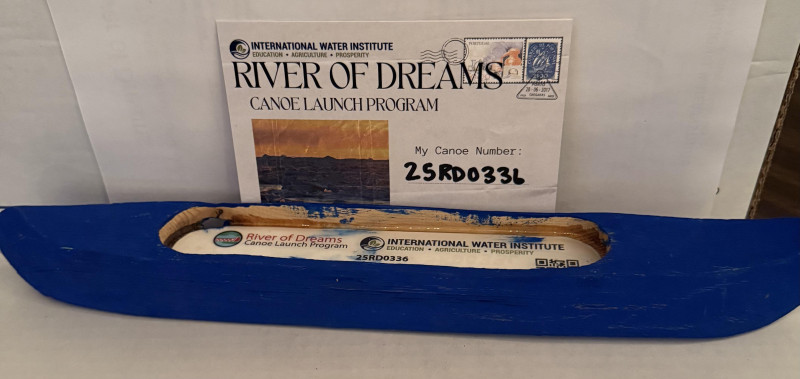 INTERNATIONAL WATER INSTITUTE
EDUCATION • AGRICULTURE • PROSPERITY
RIVER OF DREAMS
CANOE LAUNCH PROGRAM
PORTUGAL
My Canoe Number:
25RD0336
River of Dreams
Canoe Launch Program
INTERNATIONAL WATER INSTITUTE
EDUCATION • AGRICULTURE • PROSPERITY
25RD0336